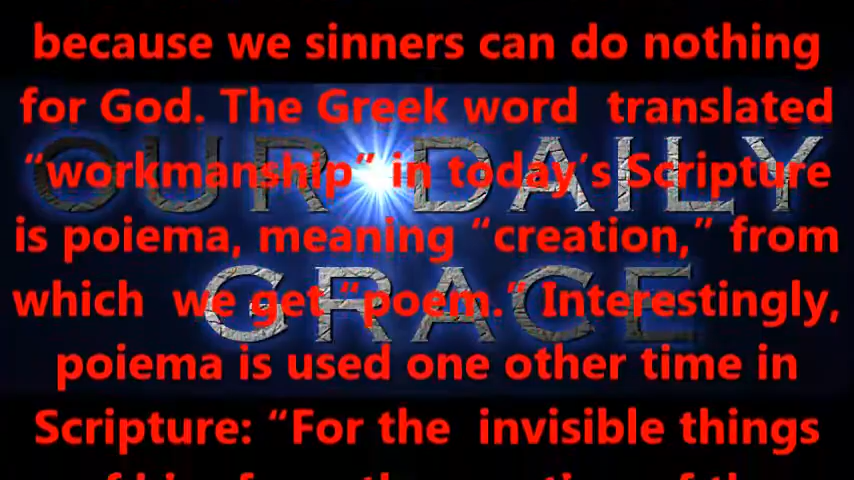 because we sinners can do nothing
for God. The Greek word translated
“workmanship” in today’s Scripture
is poiema, meaning “creation,” from
which we get “poem.” Interestingly,
poiema is used one other time in
Scripture: “For the invisible things
OUR DAILY
GRACE